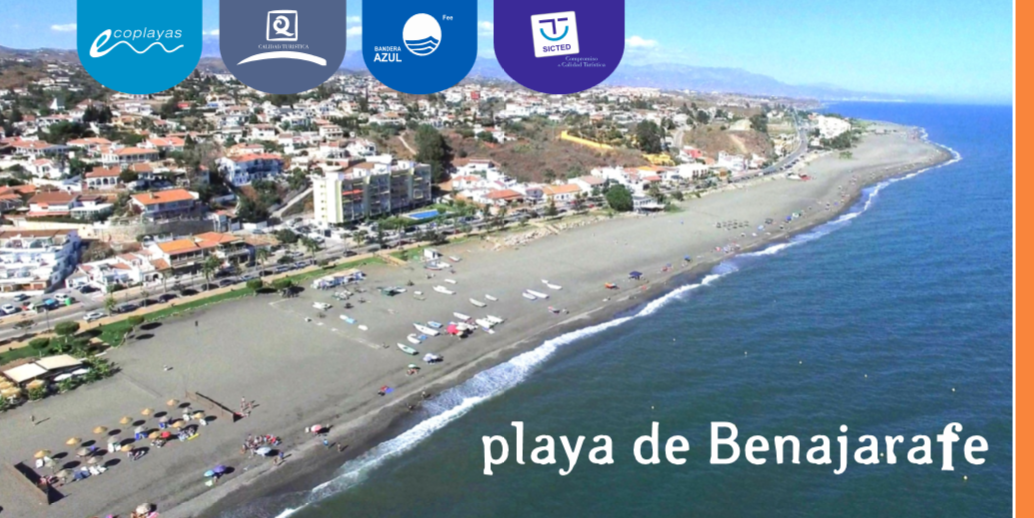 ecoplayas
Q
CALIDAD TURÍSTICA
Fee
BANDERA
AZUL
SICTED
Compromiso
de Calidad Turística
playa de Benajarafe